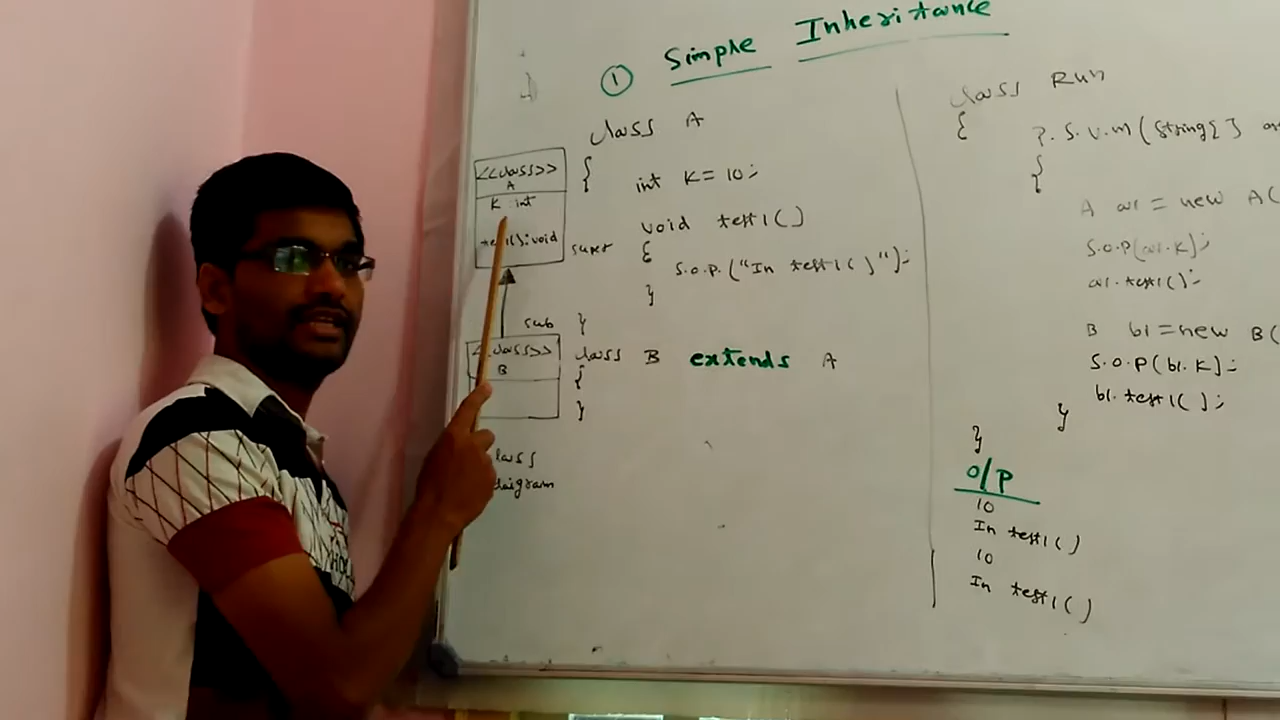 ① Simple Inheritance
class A
{
int K = 10;
void test1()
{
S.O.P.("In test1()");
}
}
class B extends A
{
}
<<class>>
A
K : int
test1():void
super
sub
<<class>>
B
class
daigram
class Run
{
P.S.V.M(String[]
{
A a1 = new A(
S.O.P(a1.K);
a1.test1();
B b1 = new B(
S.O.P(b1.K);
b1.test1();
}
}
O/P
10
In test1()
10
In test1()